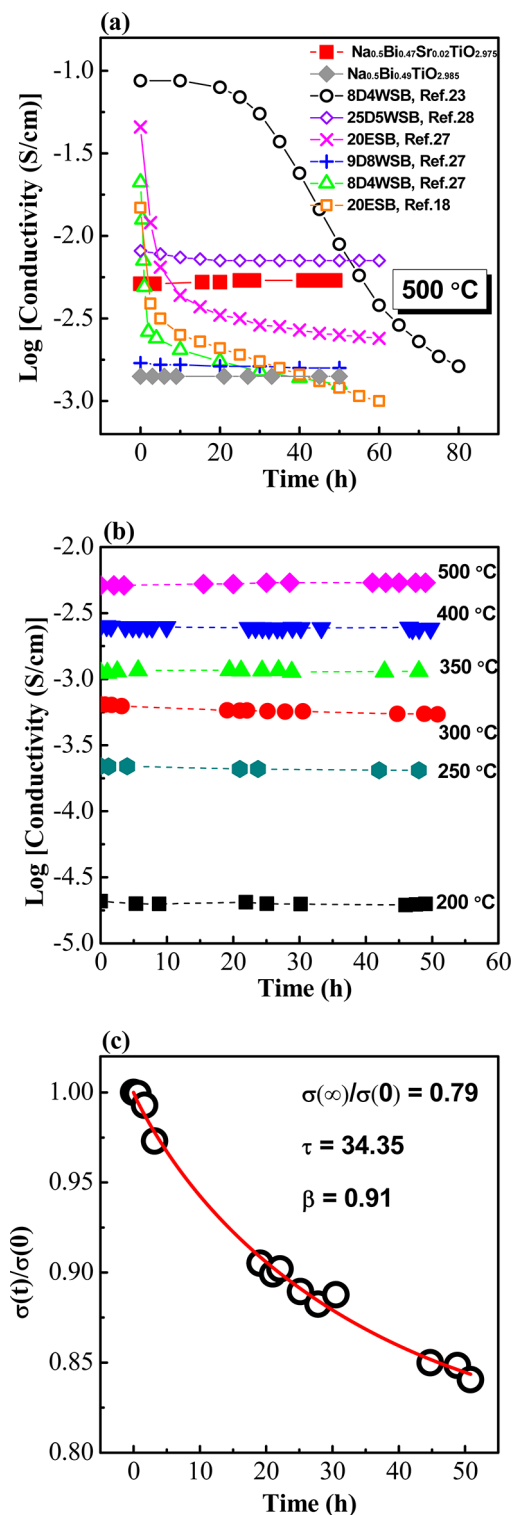 (a)
Na0.5Bi0.47Sr0.02TiO2.975
Na0.5Bi0.49TiO2.985
8D4WSB, Ref.23
25D5WSB, Ref.28
20ESB, Ref.27
9D8WSB, Ref.27
8D4WSB, Ref.27
20ESB, Ref.18
500 °C
-1.0
-1.5
-2.0
-2.5
-3.0
Log [Conductivity (S/cm)]
0 20 40 60 80
Time (h)
(b)
-2.0
-2.5
-3.0
-3.5
-4.0
-4.5
-5.0
Log [Conductivity (S/cm)]
500 °C
400 °C
350 °C
300 °C
250 °C
200 °C
0 10 20 30 40 50 60
Time (h)
(c)
σ(∞)/σ(0) = 0.79
τ = 34.35
β = 0.91
1.00
0.95
0.90
0.85
0.80
σ(t)/σ(0)
0 10 20 30 40 50
Time (h)